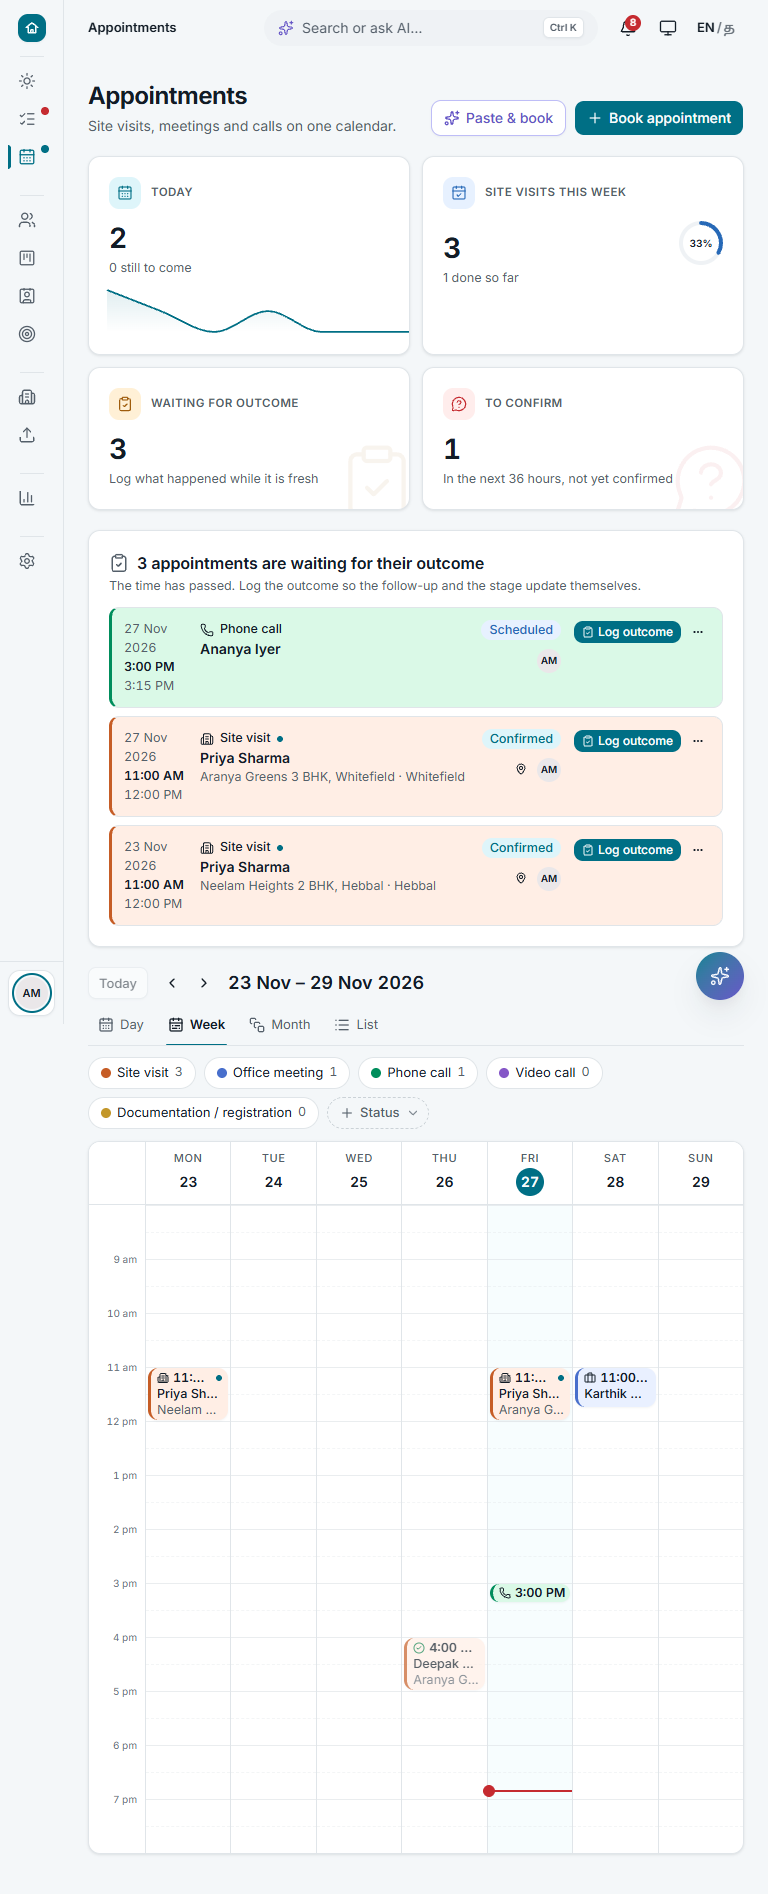 Appointments
Search or ask AI...
Ctrl K
8
EN / த
Appointments
Site visits, meetings and calls on one calendar.
Paste & book
Book appointment
TODAY
2
0 still to come
SITE VISITS THIS WEEK
3
1 done so far
33%
WAITING FOR OUTCOME
3
Log what happened while it is fresh
TO CONFIRM
1
In the next 36 hours, not yet confirmed
3 appointments are waiting for their outcome
The time has passed. Log the outcome so the follow-up and the stage update themselves.
27 Nov
2026
3:00 PM
3:15 PM
Phone call
Ananya Iyer
Scheduled
AM
Log outcome
27 Nov
2026
11:00 AM
12:00 PM
Site visit
Priya Sharma
Aranya Greens 3 BHK, Whitefield · Whitefield
Confirmed
AM
Log outcome
23 Nov
2026
11:00 AM
12:00 PM
Site visit
Priya Sharma
Neelam Heights 2 BHK, Hebbal · Hebbal
Confirmed
AM
Log outcome
AM
Today
23 Nov – 29 Nov 2026
Day
Week
Month
List
Site visit 3
Office meeting 1
Phone call 1
Video call 0
Documentation / registration 0
Status
MON
23
TUE
24
WED
25
THU
26
FRI
27
SAT
28
SUN
29
9 am
10 am
11 am
12 pm
1 pm
2 pm
3 pm
4 pm
5 pm
6 pm
7 pm
11:...
Priya Sh...
Neelam ...
11:...
Priya Sh...
Aranya G...
11:00...
Karthik ...
3:00 PM
4:00 ...
Deepak ...
Aranya G...